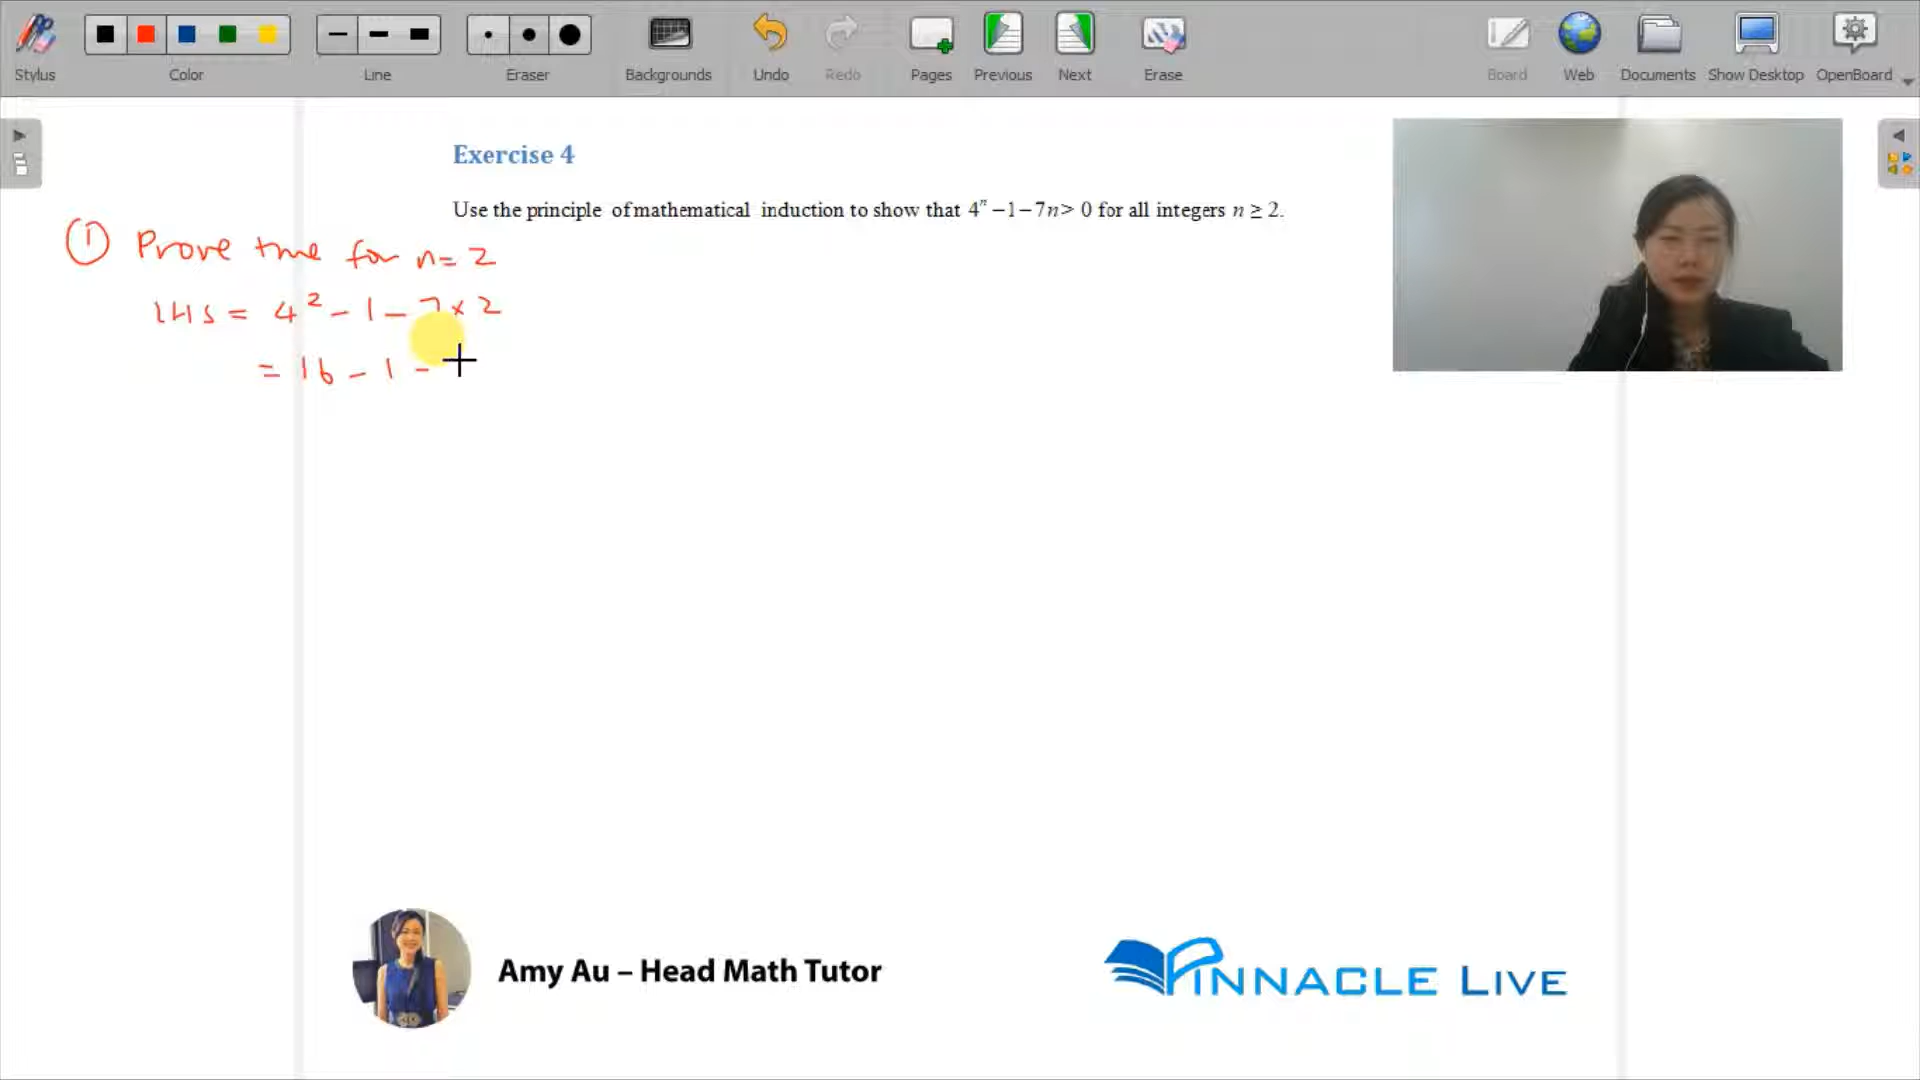 Stylus Color Line Eraser Backgrounds Undo Redo Pages Previous Next Erase Board Web Documents Show Desktop OpenBoard
Exercise 4
Use the principle of mathematical induction to show that 4ⁿ −1−7n> 0 for all integers n ≥ 2.
① Prove true for n= 2
LHS = 4² - 1 - 7 × 2
= 16 - 1 -
Amy Au – Head Math Tutor
PINNACLE LIVE